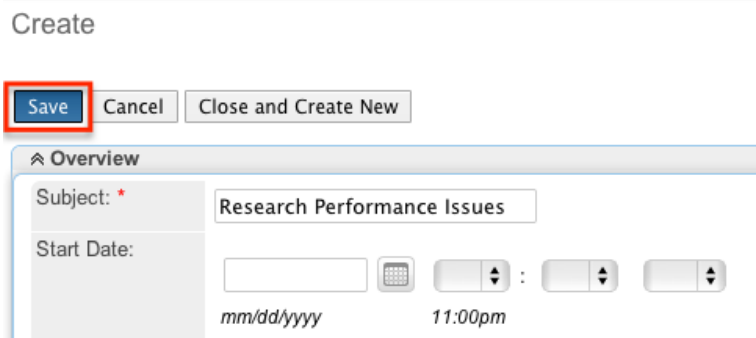 Create
Save Cancel Close and Create New
Overview
Subject: * Research Performance Issues
Start Date:
:
mm/dd/yyyy 11:00pm